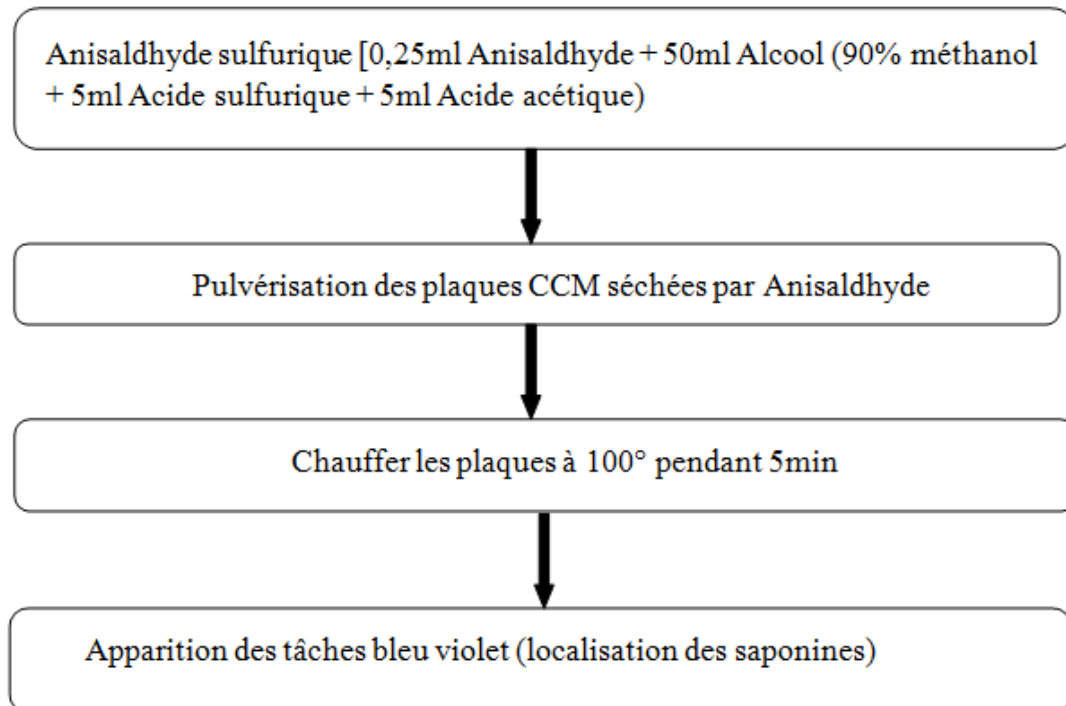 Anisaldhyde sulfurique [0,25ml Anisaldhyde + 50ml Alcool (90% méthanol
+ 5ml Acide sulfurique + 5ml Acide acétique)
Pulvérisation des plaques CCM séchées par Anisaldhyde
Chauffer les plaques à 100° pendant 5min
Apparition des tâches bleu violet (localisation des saponines)